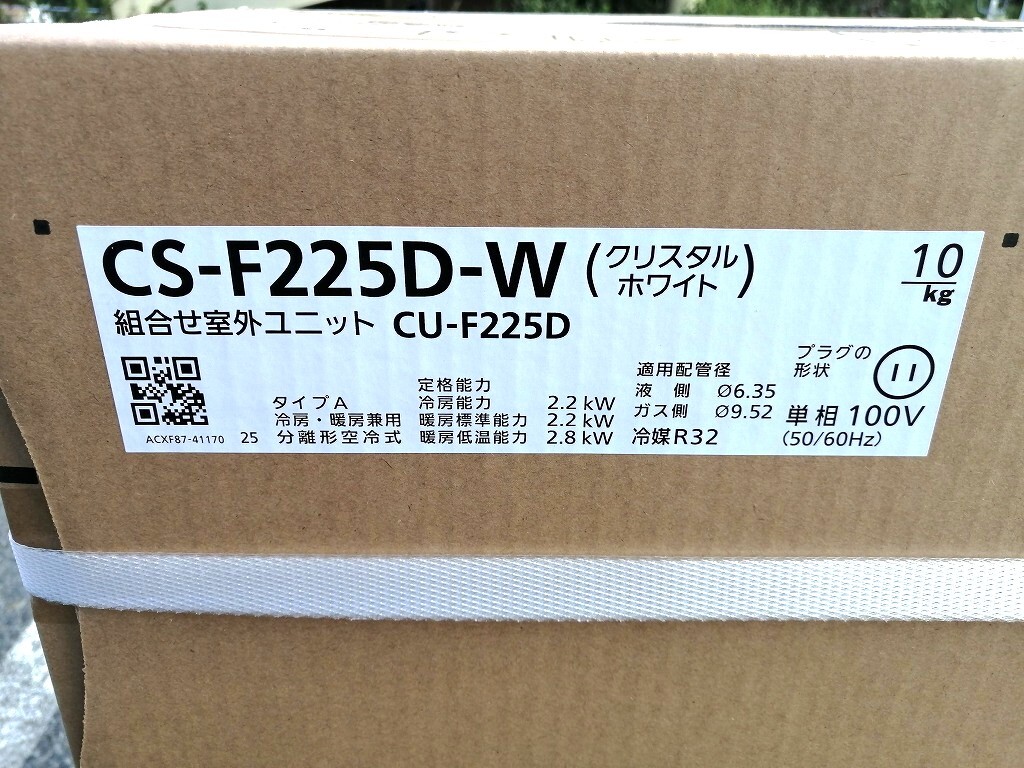 CS-F225D-W (クリスタルホワイト)
10
kg
組合せ室外ユニット CU-F225D
ACXF87-41170 25
タイプA
冷房・暖房兼用
分離形空冷式
定格能力
冷房能力 2.2 kW
暖房標準能力 2.2 kW
暖房低温能力 2.8 kW
適用配管径
液 側 Ø6.35
ガス側 Ø9.52
冷媒R32
プラグの
形状
単相 100V
(50/60Hz)